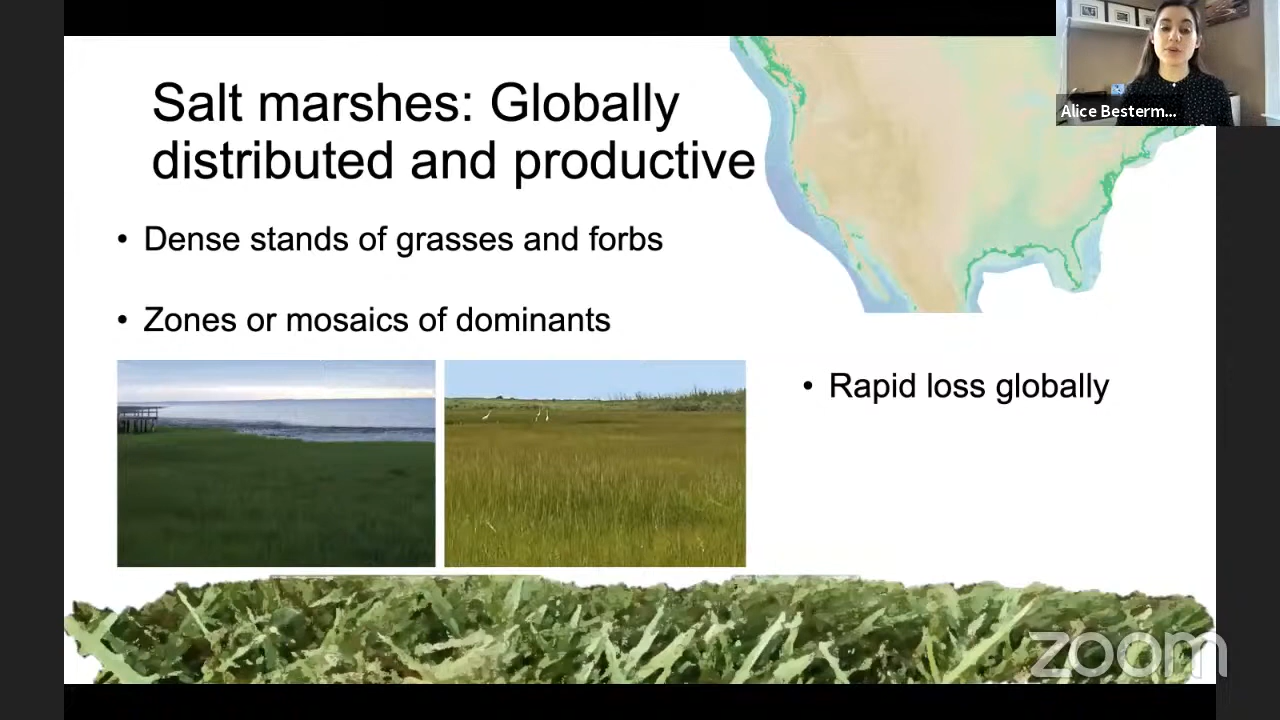 Salt marshes: Globally
distributed and productive
• Dense stands of grasses and forbs
• Zones or mosaics of dominants
• Rapid loss globally
Alice Besterm...
zoom